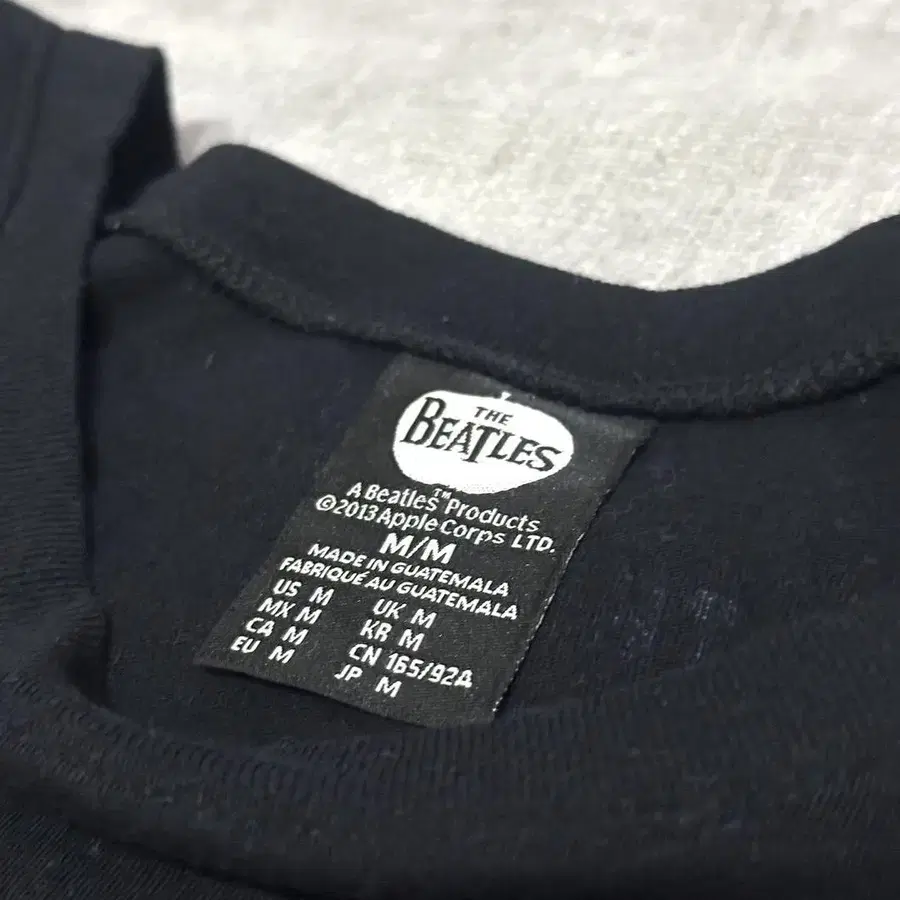 THE
BEATLES
A Beatles™ Products
©2013 Apple Corps LTD.
M/M
MADE IN GUATEMALA
FABRIQUÉ AU GUATEMALA
US M UK M
MX M KR M
CA M CN 165/92A
EU M JP M